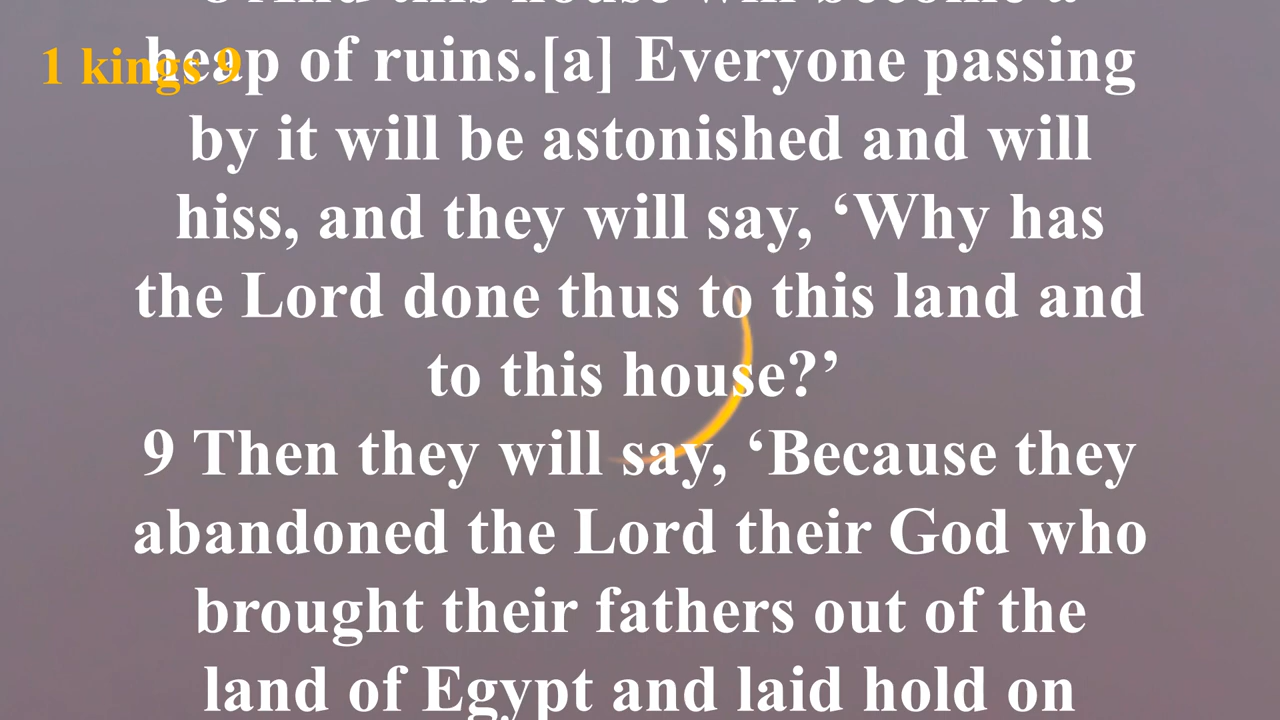 8 And this house will become a
1 kings 9
heap of ruins.[a] Everyone passing
by it will be astonished and will
hiss, and they will say, ‘Why has
the Lord done thus to this land and
to this house?’
9 Then they will say, ‘Because they
abandoned the Lord their God who
brought their fathers out of the
land of Egypt and laid hold on